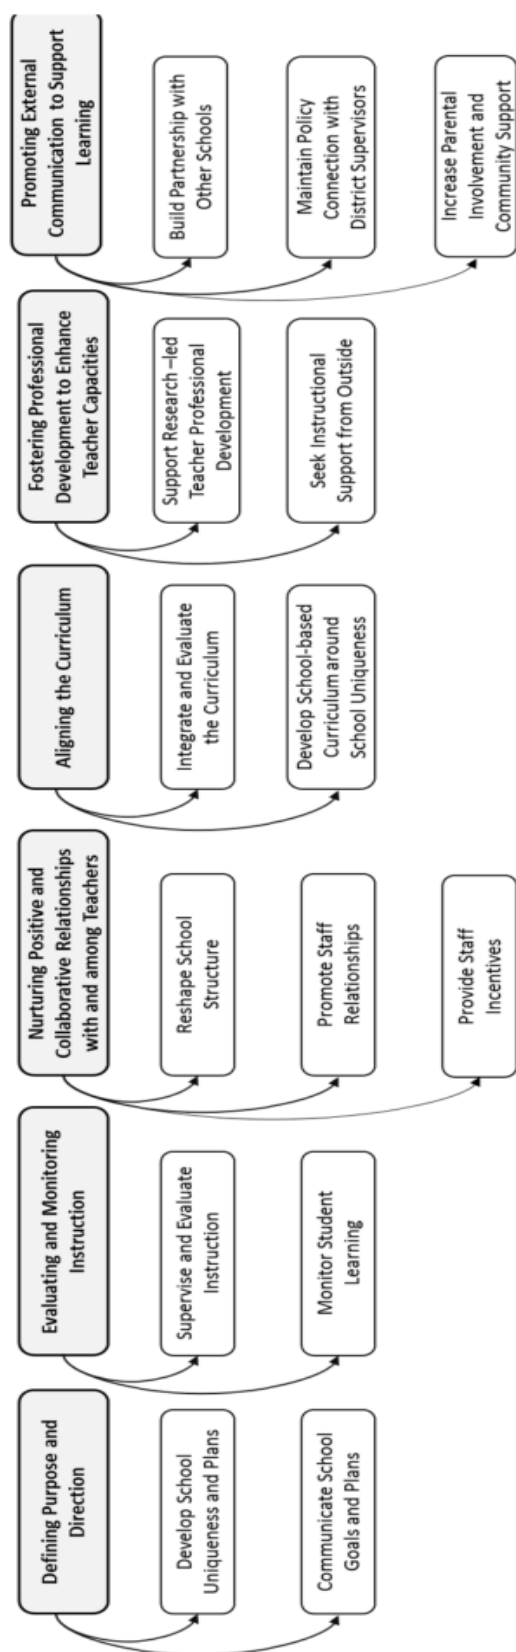 Defining Purpose and
Direction
Develop School
Uniqueness and Plans
Communicate School
Goals and Plans
Evaluating and Monitoring
Instruction
Supervise and Evaluate
Instruction
Monitor Student
Learning
Nurturing Positive and
Collaborative Relationships
with and among Teachers
Reshape School
Structure
Promote Staff
Relationships
Provide Staff
Incentives
Aligning the Curriculum
Integrate and Evaluate
the Curriculum
Develop School-based
Curriculum around
School Uniqueness
Fostering Professional
Development to Enhance
Teacher Capacities
Support Research –led
Teacher Professional
Development
Seek Instructional
Support from Outside
Promoting External
Communication to Support
Learning
Build Partnership with
Other Schools
Maintain Policy
Connection with
District Supervisors
Increase Parental
Involvement and
Community Support